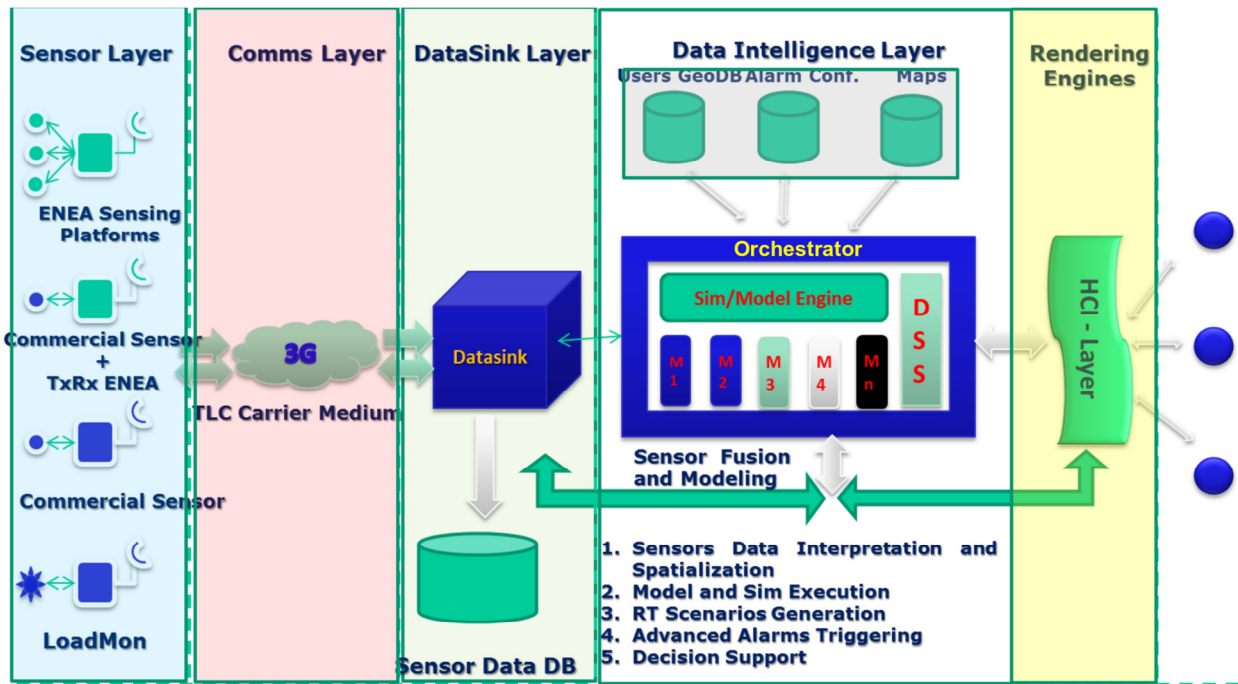 Sensor Layer
ENEA Sensing
Platforms
Commercial Sensor
+
TxRx ENEA
Commercial Sensor
LoadMon
Comms Layer
3G
TLC Carrier Medium
DataSink Layer
Datasink
Sensor Data DB
Data Intelligence Layer
Users GeoDB Alarm Conf. Maps
Orchestrator
Sim/Model Engine
M
1
M
2
M
3
M
4
M
n
D
S
S
Sensor Fusion
and Modeling
1. Sensors Data Interpretation and
Spatialization
2. Model and Sim Execution
3. RT Scenarios Generation
4. Advanced Alarms Triggering
5. Decision Support
Rendering
Engines
HCI - Layer